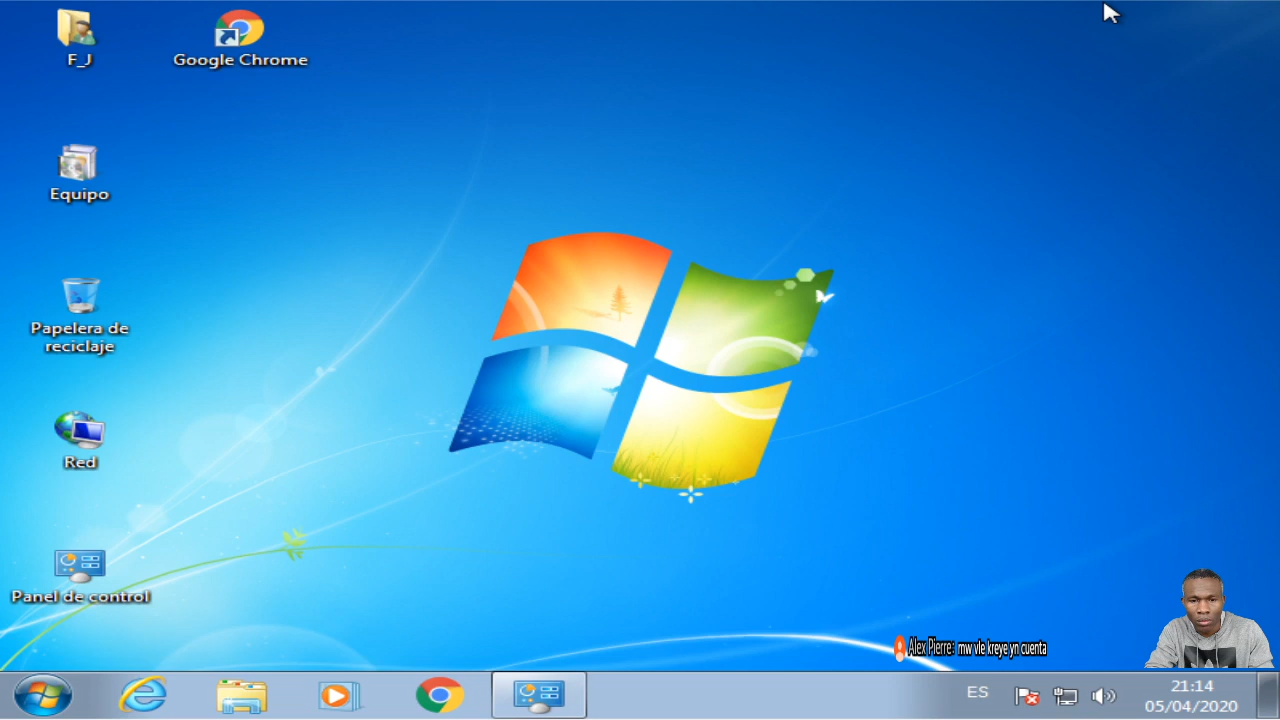 F_J
Google Chrome
Equipo
Papelera de
reciclaje
Red
Panel de control
Alex Pierre: mw vle kreye yn cuenta
ES
21:14
05/04/2020